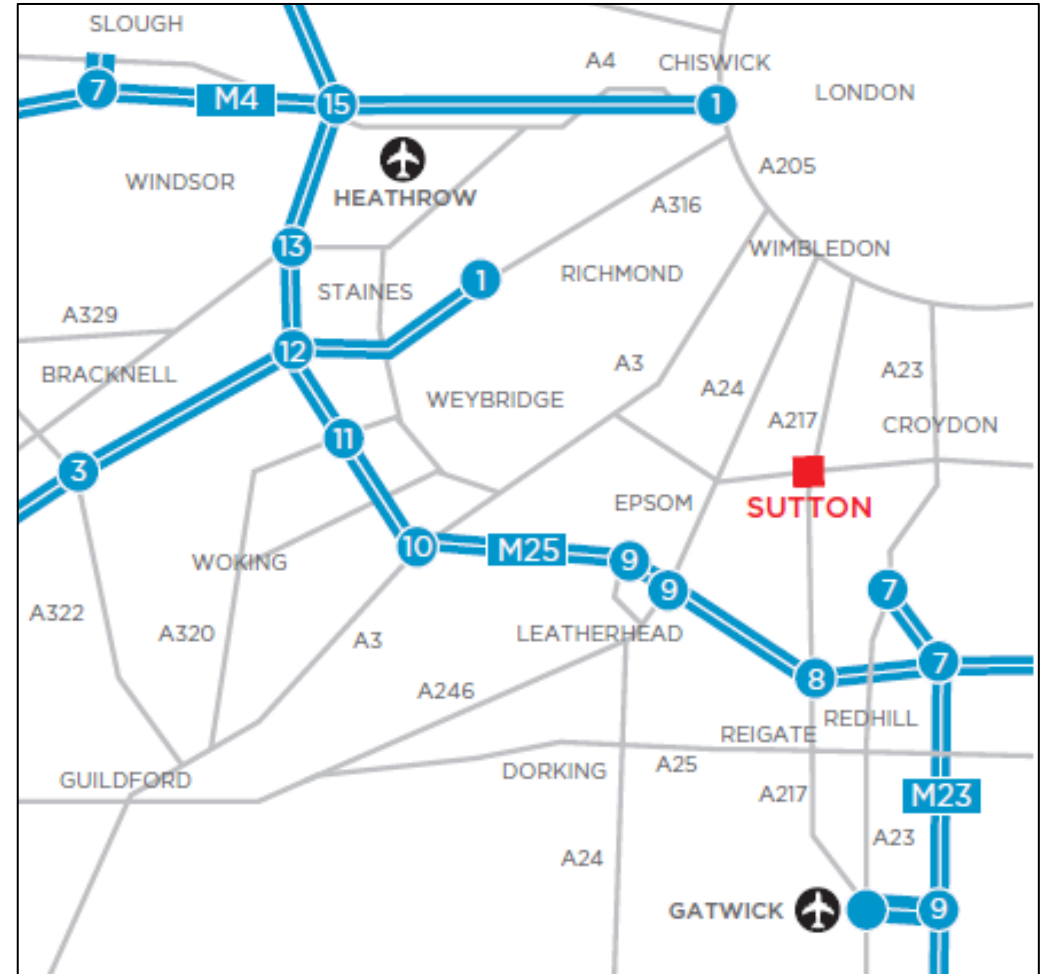 SLOUGH
A4
CHISWICK
LONDON
7
M4
15
1
A205
WINDSOR
HEATHROW
A316
13
WIMBLEDON
STAINES
1
RICHMOND
A329
12
BRACKNELL
A3
A23
WEYBRIDGE
A24
A217
CROYDON
11
3
EPSOM
SUTTON
10
M25
9
WOKING
9
7
A322
A320
A3
LEATHERHEAD
7
8
A246
REDHILL
REIGATE
GUILDFORD
DORKING
A25
A217
M23
A23
A24
GATWICK
9